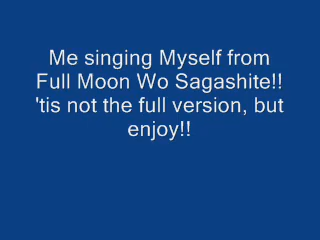 Me singing Myself from
Full Moon Wo Sagashite!!
'tis not the full version, but
enjoy!!